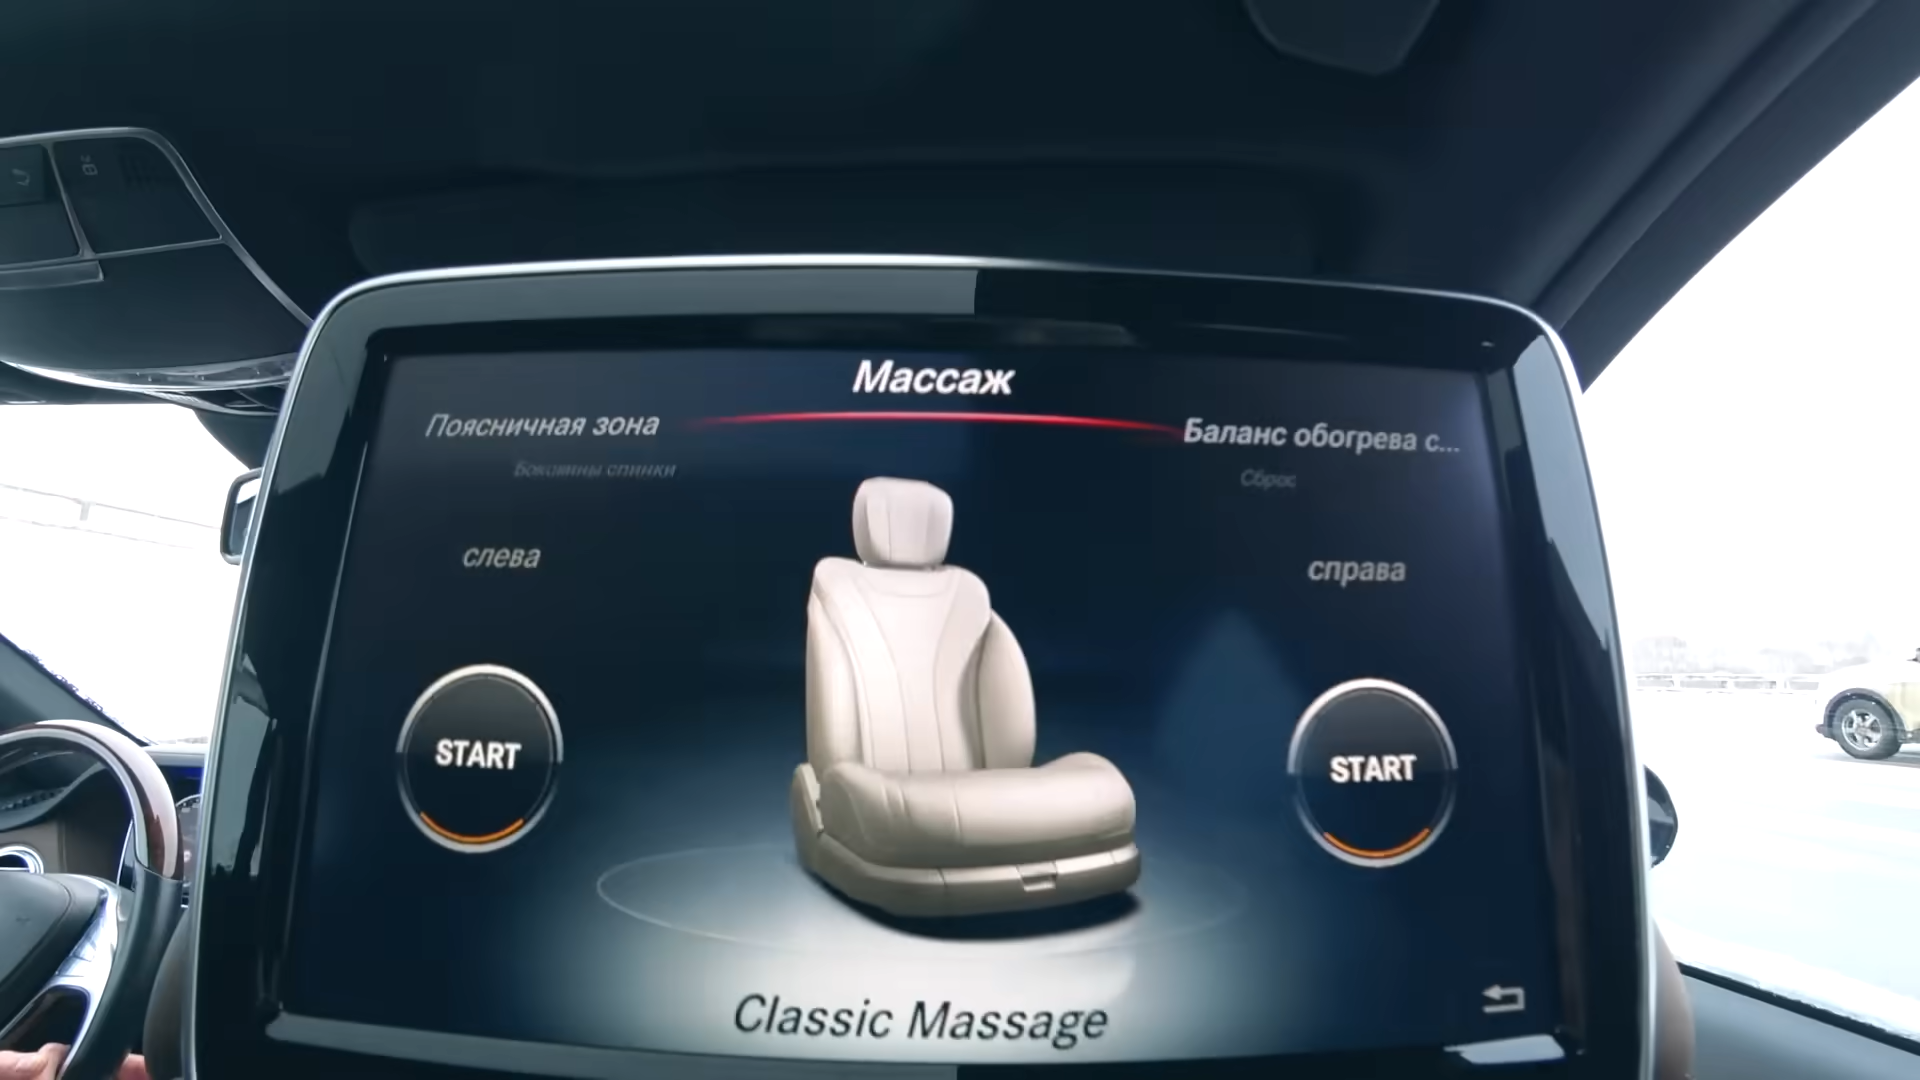 Массаж
Поясничная зона
Баланс обогрева с...
Боковины спинки
Сброс
слева
справа
START
START
Classic Massage